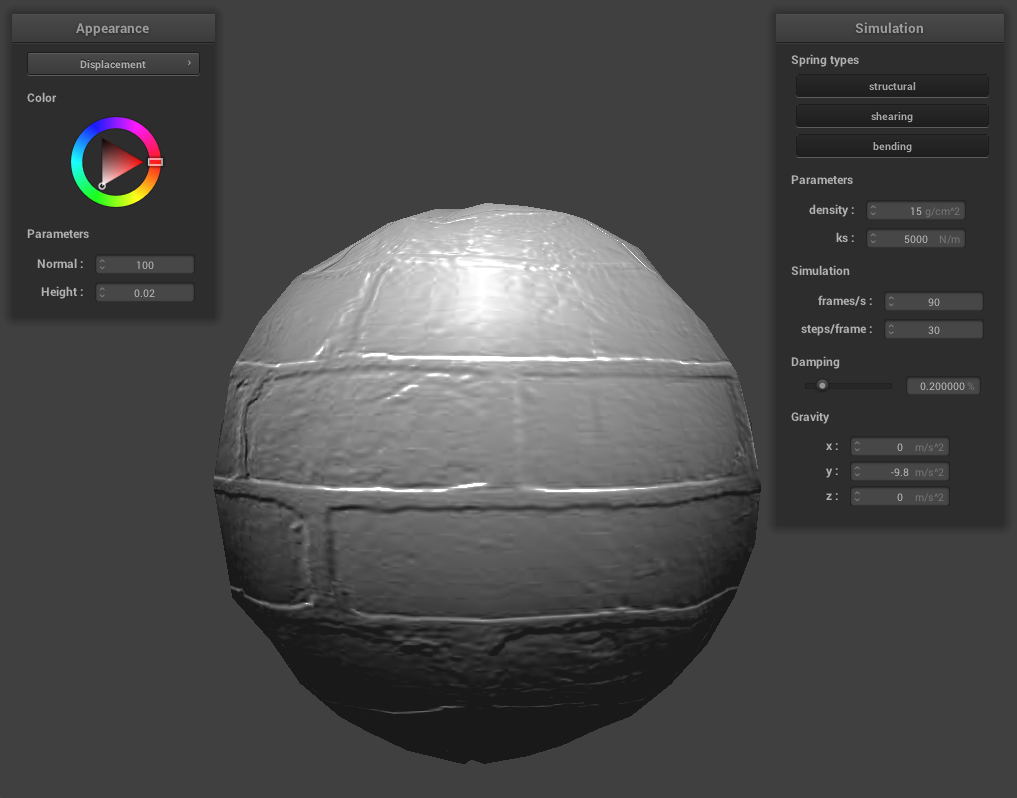 Appearance
Displacement ›
Color
Parameters
Normal : 100
Height : 0.02
Simulation
Spring types
structural
shearing
bending
Parameters
density : 15 g/cm^2
ks : 5000 N/m
Simulation
frames/s : 90
steps/frame : 30
Damping
0.200000 %
Gravity
x : 0 m/s^2
y : -9.8 m/s^2
z : 0 m/s^2